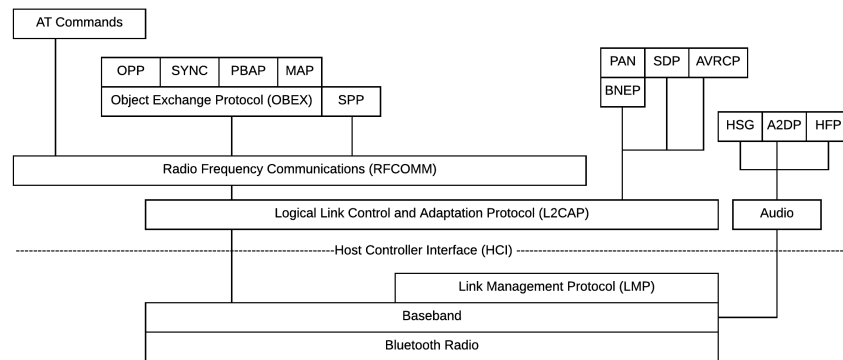 AT Commands
OPP SYNC PBAP MAP
Object Exchange Protocol (OBEX) SPP
PAN SDP AVRCP
BNEP
HSG A2DP HFP
Radio Frequency Communications (RFCOMM)
Logical Link Control and Adaptation Protocol (L2CAP)
Audio
Host Controller Interface (HCI)
Link Management Protocol (LMP)
Baseband
Bluetooth Radio